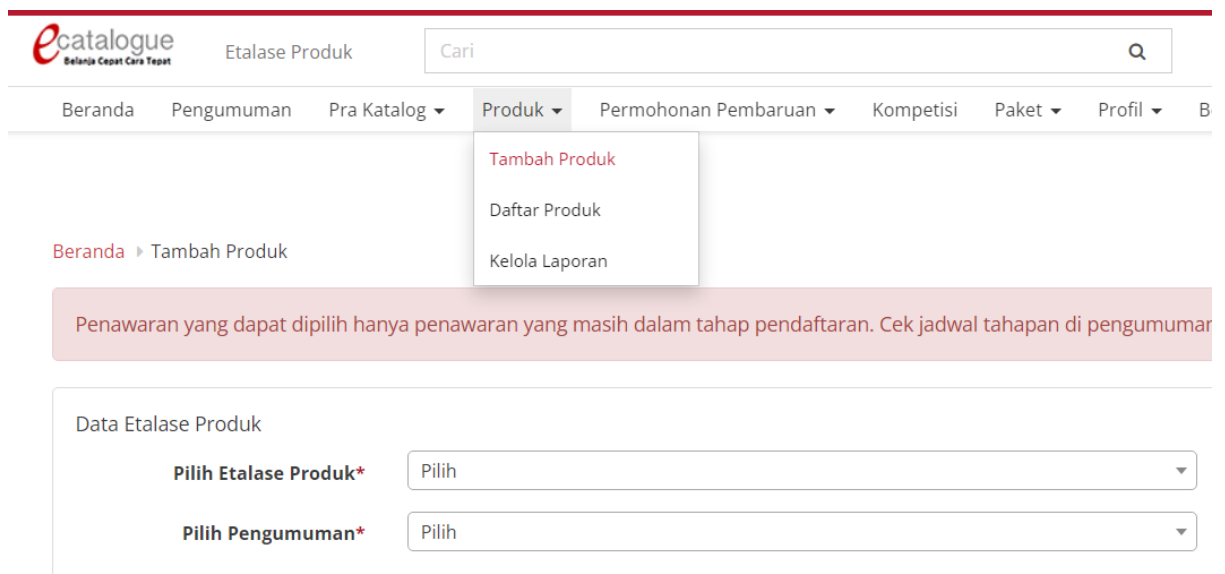 ecatalogue
Belanja Cepat Cara Tepat
Etalase Produk
Cari
Beranda Pengumuman Pra Katalog Produk Permohonan Pembaruan Kompetisi Paket Profil
Tambah Produk
Daftar Produk
Kelola Laporan
Beranda Tambah Produk
Penawaran yang dapat dipilih hanya penawaran yang masih dalam tahap pendaftaran. Cek jadwal tahapan di pengumuman
Data Etalase Produk
Pilih Etalase Produk* Pilih
Pilih Pengumuman* Pilih